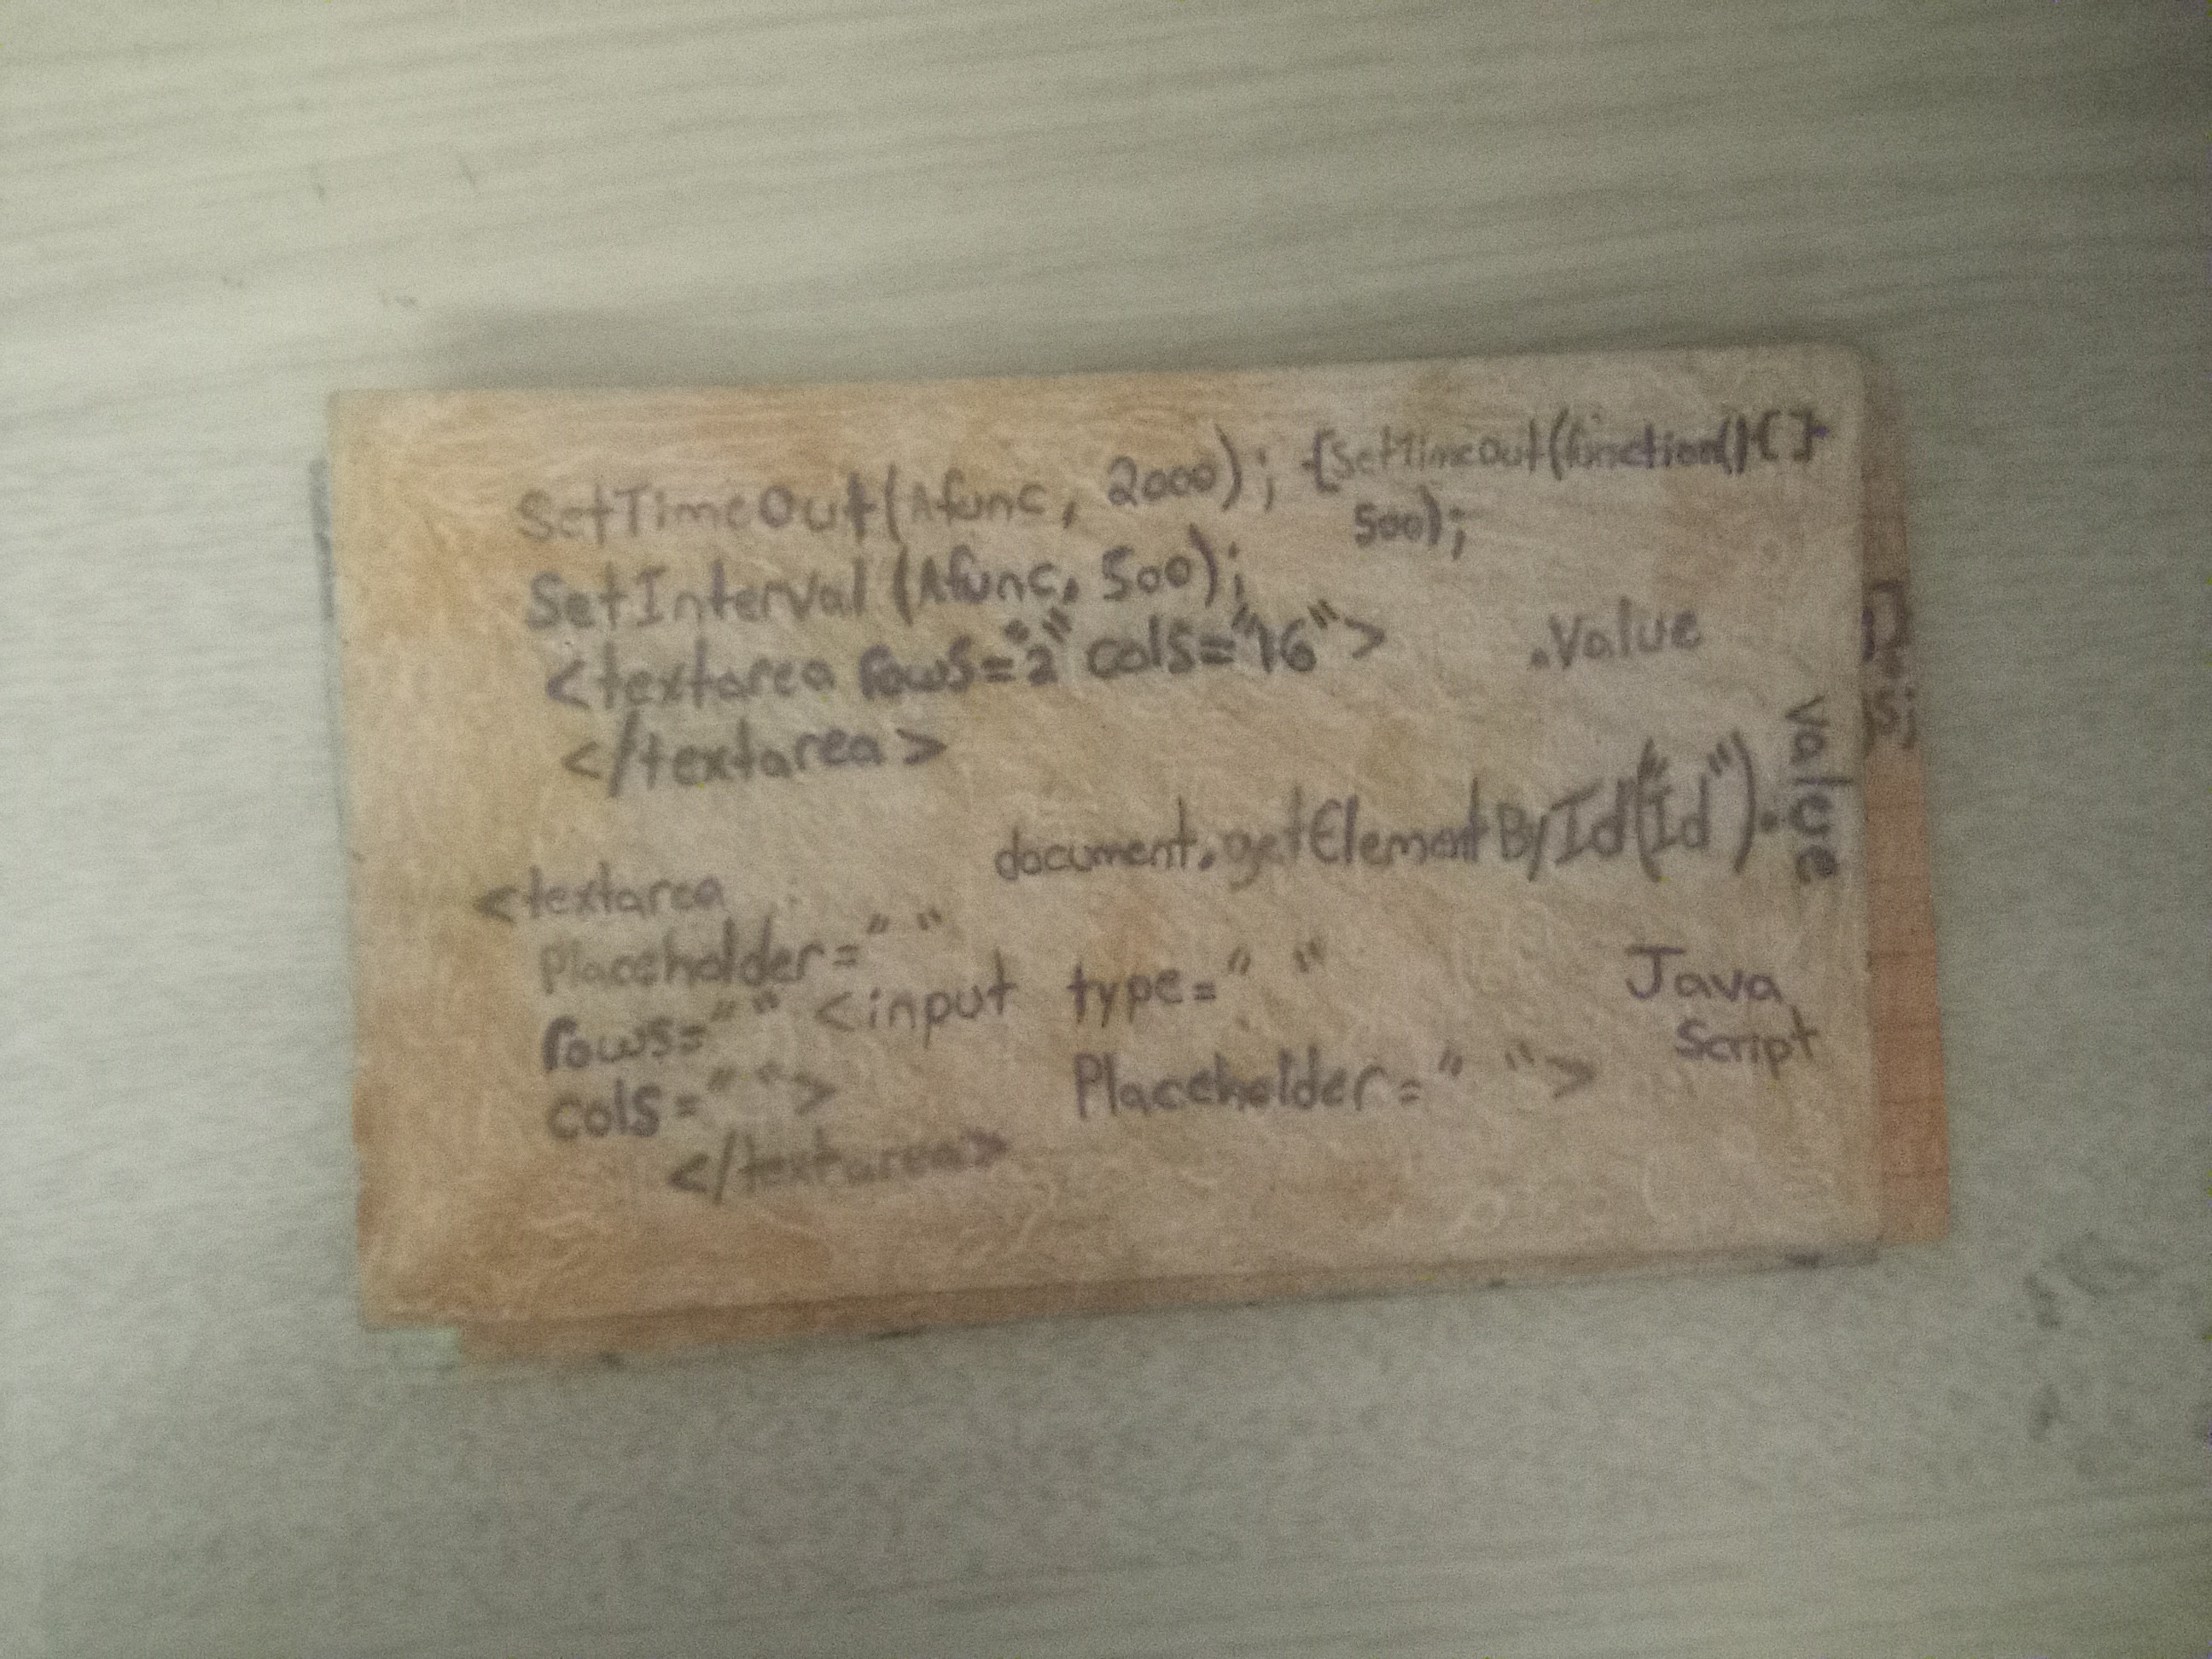 SetTimeOut(Afunc, 2000); {SetTimeout(function(){}
500);
SetInterval (Afunc, 500);
<textarea rows="2" cols="16">
.Value
</textarea>
document.getElementById("Id").value
<textarea
Placeholder=" "
rows=" "
cols=" ">
</textarea>
<input type=" "
Placeholder=" ">
Java
Script